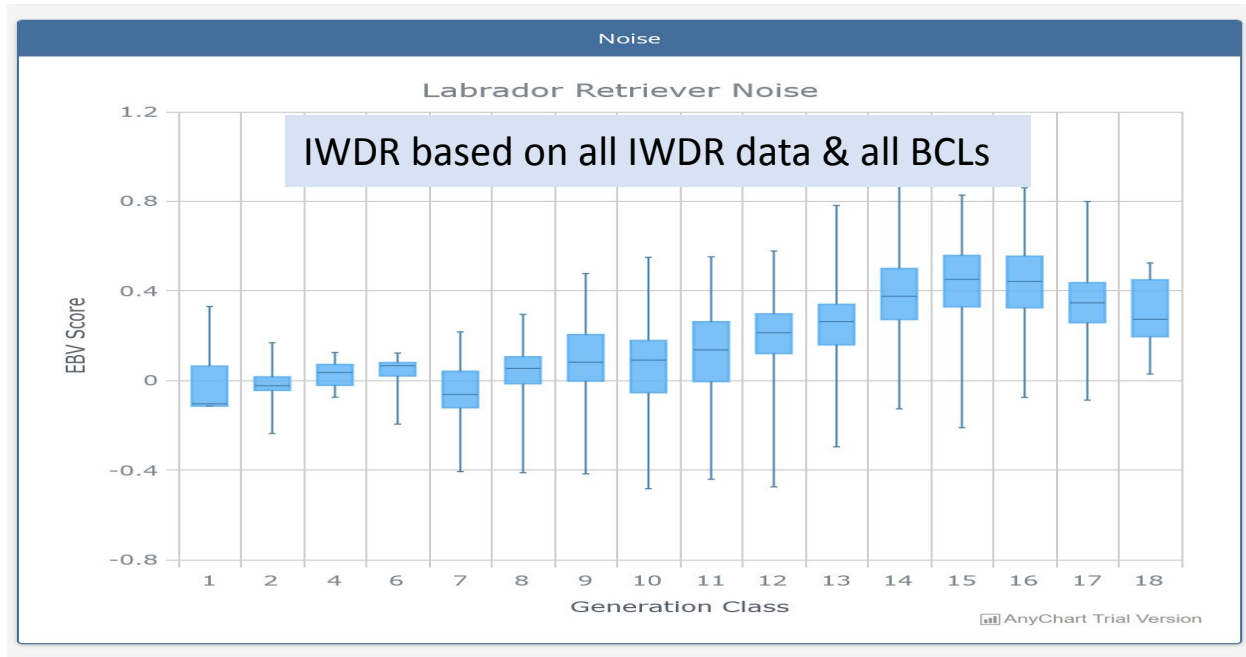 Noise
Labrador Retriever Noise
IWDR based on all IWDR data & all BCLs
1.2
0.8
0.4
0
-0.4
-0.8
EBV Score
1 2 4 6 7 8 9 10 11 12 13 14 15 16 17 18
Generation Class
AnyChart Trial Version